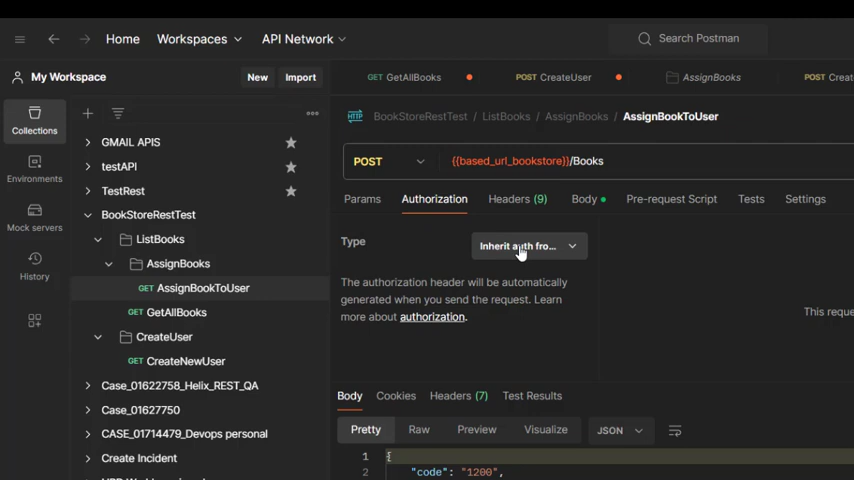 Home Workspaces API Network Search Postman
My Workspace New Import
GET GetAllBooks POST CreateUser AssignBooks POST Creat
Collections
Environments
Mock servers
History
GMAIL APIS
testAPI
TestRest
BookStoreRestTest
ListBooks
AssignBooks
GET AssignBookToUser
GET GetAllBooks
CreateUser
GET CreateNewUser
Case_01622758_Helix_REST_QA
Case_01627750
CASE_01714479_Devops personal
Create Incident
HTTP BookStoreRestTest / ListBooks / AssignBooks / AssignBookToUser
POST {{based_url_bookstore}}/Books
Params Authorization Headers (9) Body Pre-request Script Tests Settings
Type Inherit auth fro...
The authorization header will be automatically
generated when you send the request. Learn
more about authorization.
This reque
Body Cookies Headers (7) Test Results
Pretty Raw Preview Visualize JSON
1 {
2 "code": "1200",